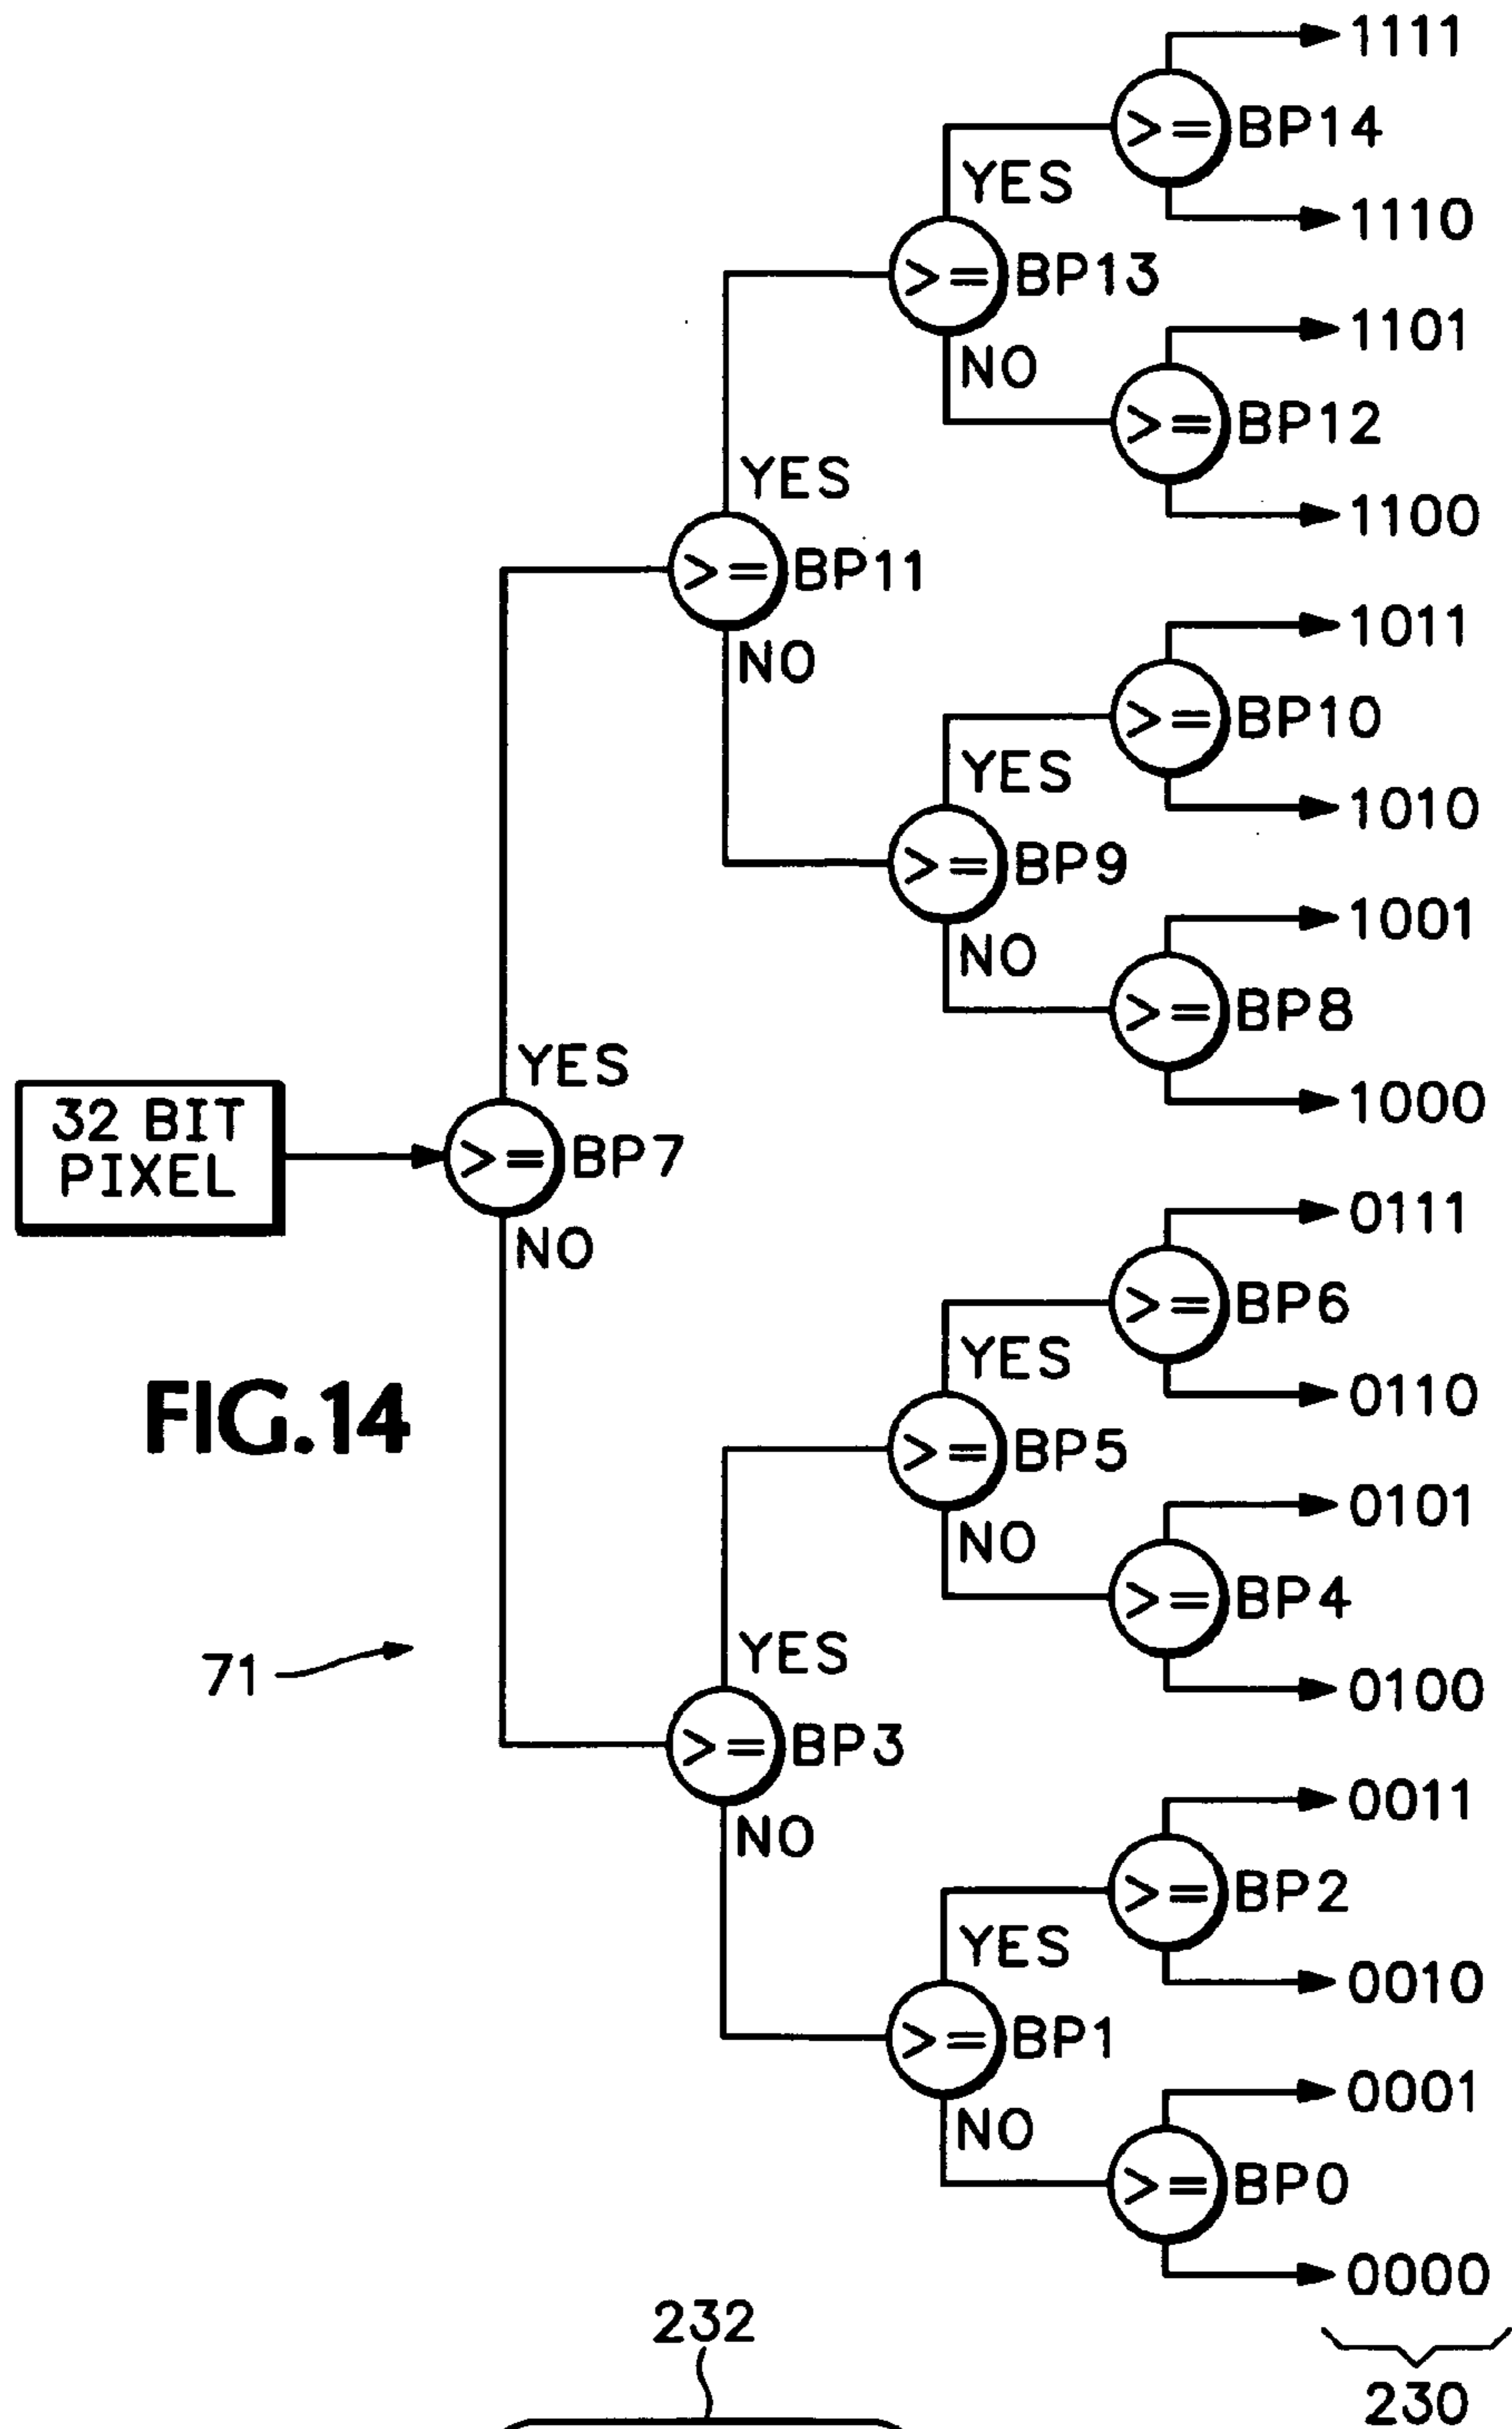 1111
>= BP14
YES
1110
>= BP13
1101
NO
>= BP12
YES
1100
>= BP11
1011
NO
>= BP10
YES
1010
>= BP9
1001
NO
>= BP8
YES
1000
32 BIT
PIXEL
>= BP7
0111
NO
>= BP6
YES
0110
FIG.14
>= BP5
0101
NO
>= BP4
YES
71
0100
>= BP3
0011
NO
>= BP2
YES
0010
>= BP1
0001
NO
>= BP0
0000
232
230